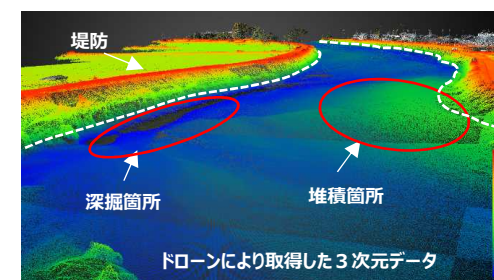 堤防
深掘箇所
堆積箇所
ドローンにより取得した３次元データ